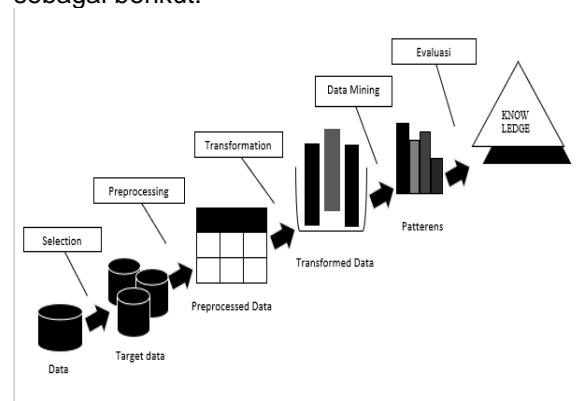 sebagai berikut:
Evaluasi
Data Mining
KNOW
LEDGE
Transformation
Preprocessing
Patterens
Selection
Transformed Data
Preprocessed Data
Target data
Data